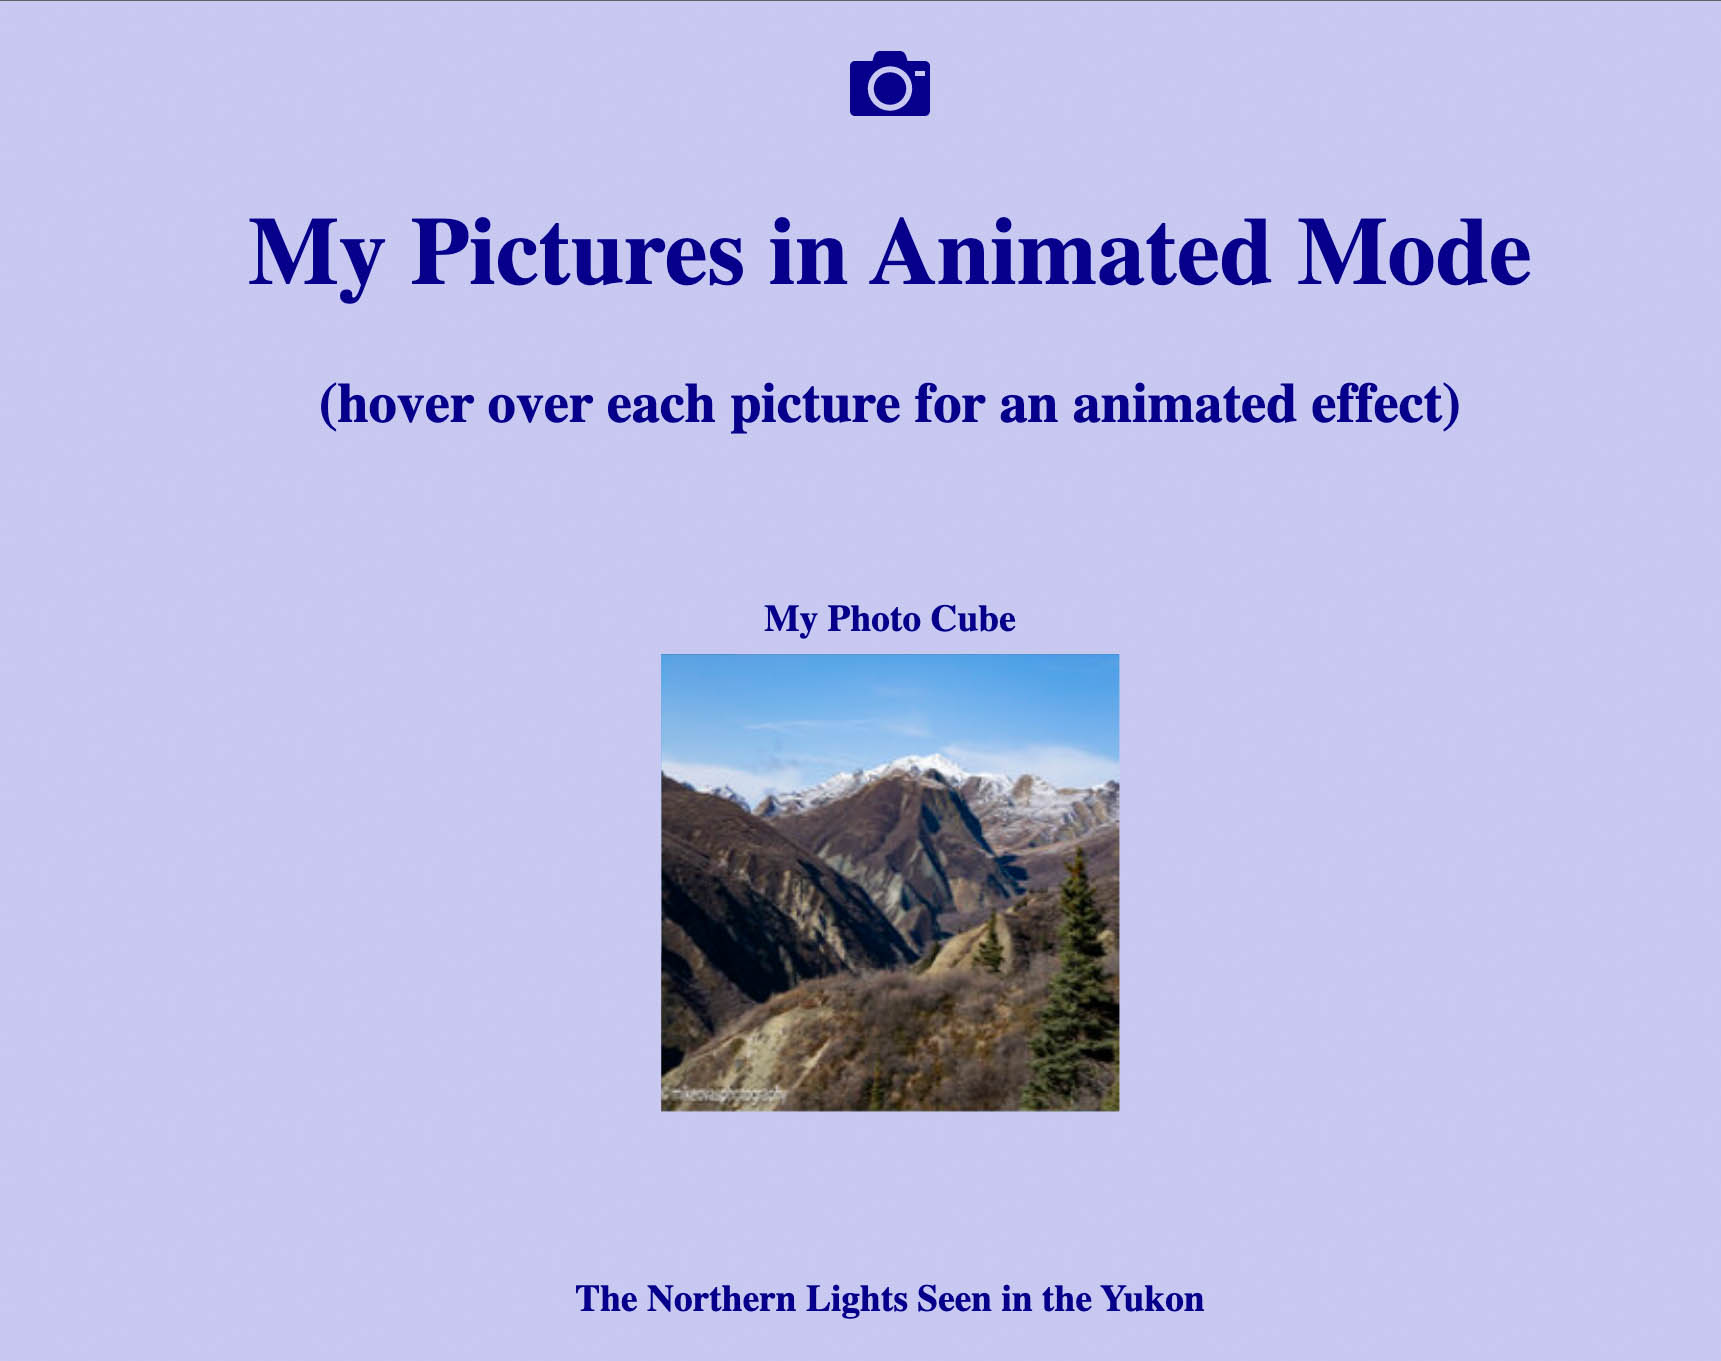 My Pictures in Animated Mode
(hover over each picture for an animated effect)
My Photo Cube
The Northern Lights Seen in the Yukon